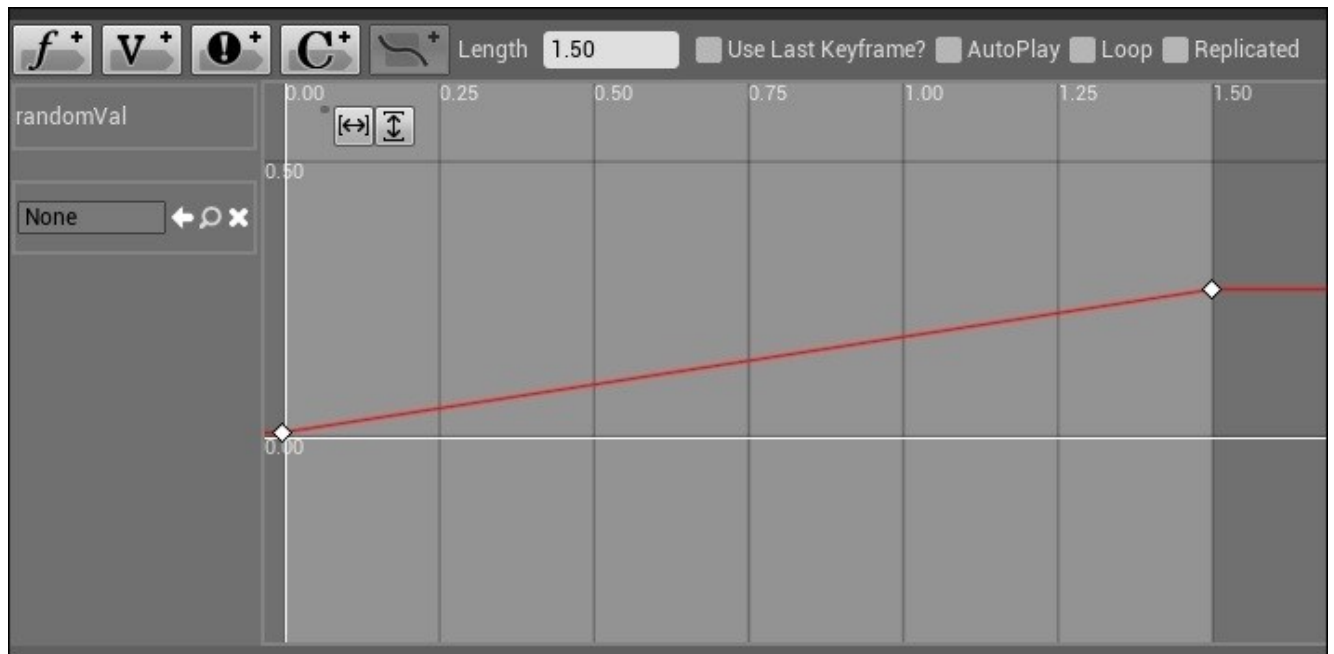 f V C Length 1.50 Use Last Keyframe? AutoPlay Loop Replicated
randomVal
0.00 0.25 0.50 0.75 1.00 1.25 1.50
0.50
None
0.00